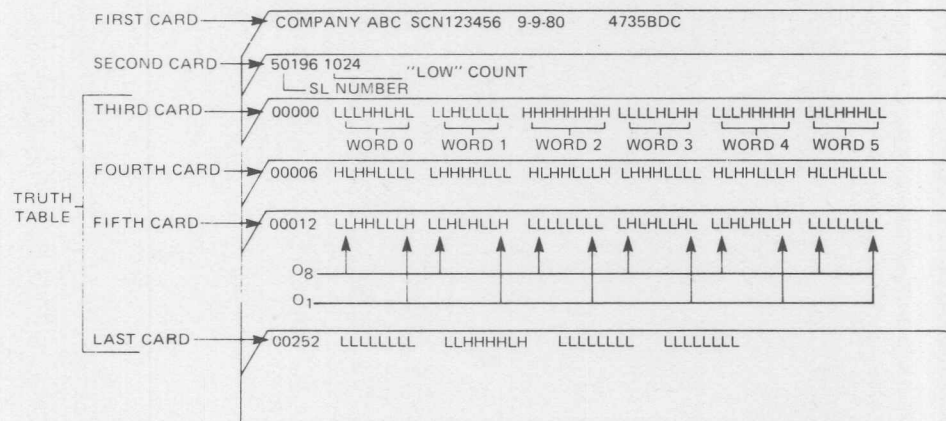 FIRST CARD COMPANY ABC SCN123456 9-9-80 4735BDC
SECOND CARD 50196 1024
"LOW" COUNT
SL NUMBER
THIRD CARD 00000 LLLHHLHL LLHLLLLL HHHHHHHH LLLLHLHH LLLHHHHH LHLHHHLL
WORD 0 WORD 1 WORD 2 WORD 3 WORD 4 WORD 5
FOURTH CARD 00006 HLHHLLLL LHHHHLLL HLHHLLLH LHHHLLLL HLHHLLLH HLLHLLLL
TRUTH TABLE
FIFTH CARD 00012 LLHHLLLH LLHLHLLH LLLLLLLL LHLHLLHL LLHLHLLH LLLLLLLL
O8
O1
LAST CARD 00252 LLLLLLLL LLHHHHLH LLLLLLLL LLLLLLLL